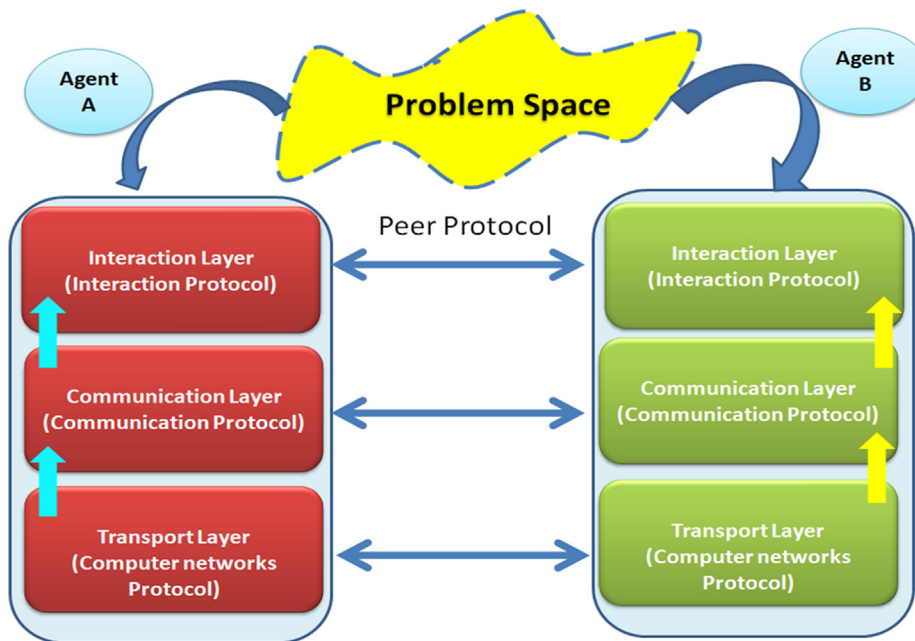 Agent
A
Problem Space
Agent
B
Peer Protocol
Interaction Layer
(Interaction Protocol)
Interaction Layer
(Interaction Protocol)
Communication Layer
(Communication Protocol)
Communication Layer
(Communication Protocol)
Transport Layer
(Computer networks
Protocol)
Transport Layer
(Computer networks
Protocol)